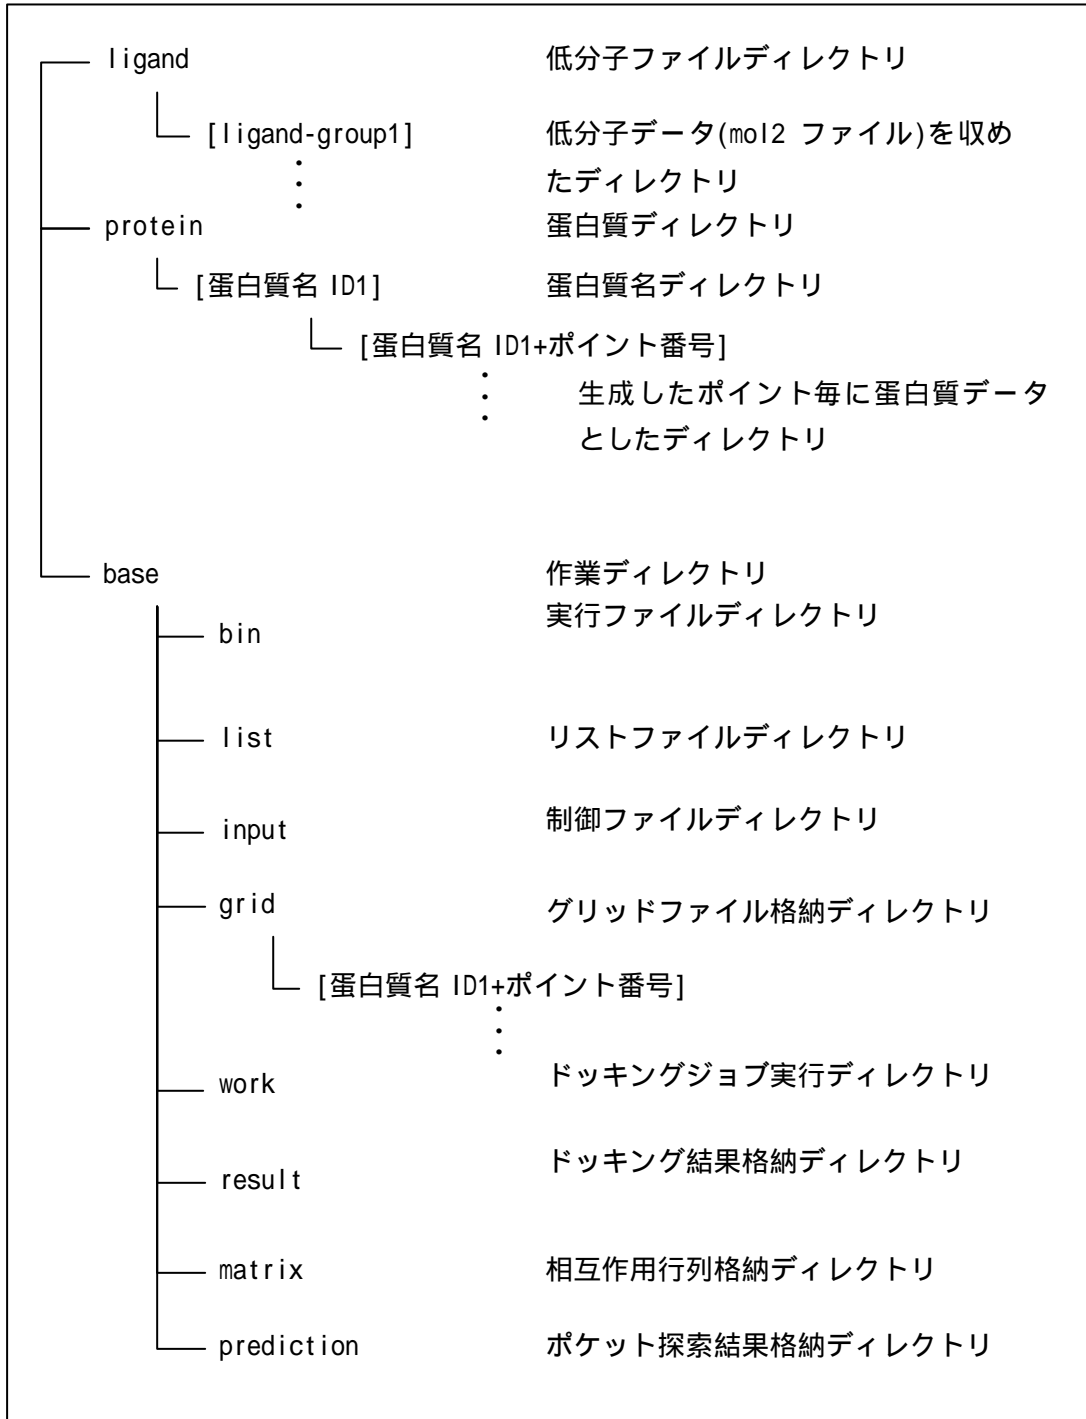 ligand 低分子ファイルディレクトリ
[ligand-group1] 低分子データ(mol2 ファイル)を収め
たディレクトリ
protein 蛋白質ディレクトリ
[蛋白質名 ID1] 蛋白質名ディレクトリ
[蛋白質名 ID1+ポイント番号]
生成したポイント毎に蛋白質データ
としたディレクトリ
base 作業ディレクトリ
bin 実行ファイルディレクトリ
list リストファイルディレクトリ
input 制御ファイルディレクトリ
grid グリッドファイル格納ディレクトリ
[蛋白質名 ID1+ポイント番号]
work ドッキングジョブ実行ディレクトリ
result ドッキング結果格納ディレクトリ
matrix 相互作用行列格納ディレクトリ
prediction ポケット探索結果格納ディレクトリ